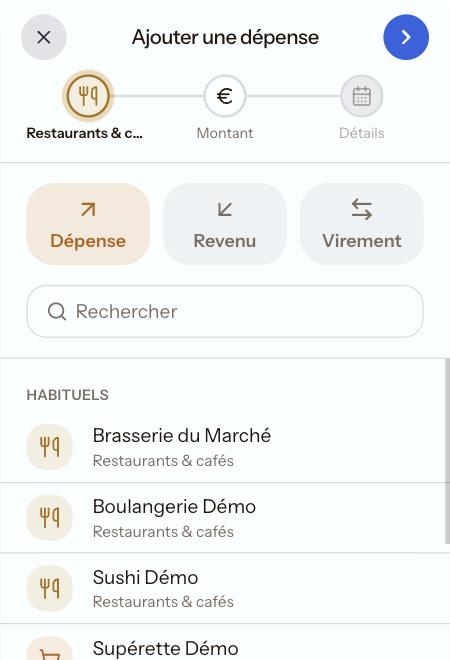 Ajouter une dépense
€
Restaurants & c...
Montant
Détails
Dépense
Revenu
Virement
Rechercher
HABITUELS
Brasserie du Marché
Restaurants & cafés
Boulangerie Démo
Restaurants & cafés
Sushi Démo
Restaurants & cafés
Supérette Démo